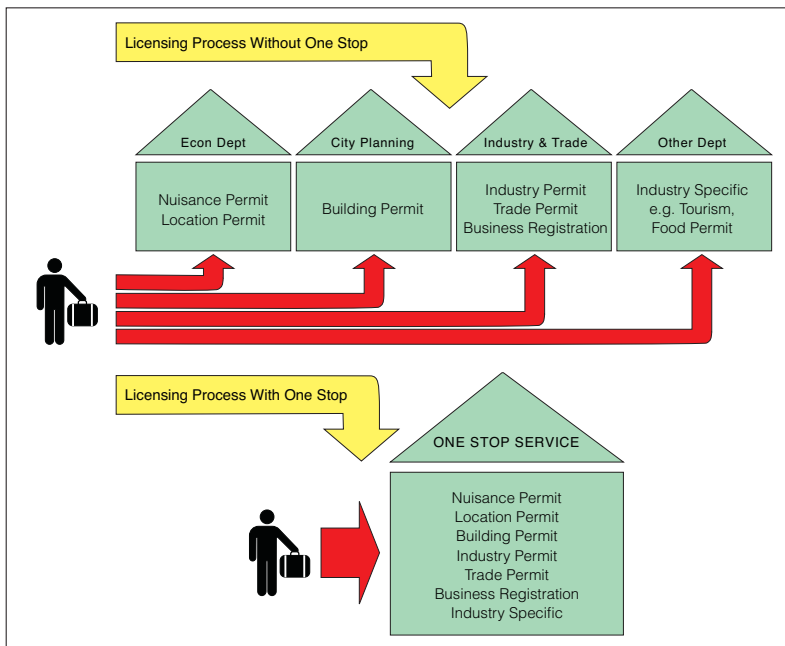 Licensing Process Without One Stop
Econ Dept
City Planning
Industry & Trade
Other Dept
Nuisance Permit
Location Permit
Building Permit
Industry Permit
Trade Permit
Business Registration
Industry Specific
e.g. Tourism,
Food Permit
Licensing Process With One Stop
ONE STOP SERVICE
Nuisance Permit
Location Permit
Building Permit
Industry Permit
Trade Permit
Business Registration
Industry Specific